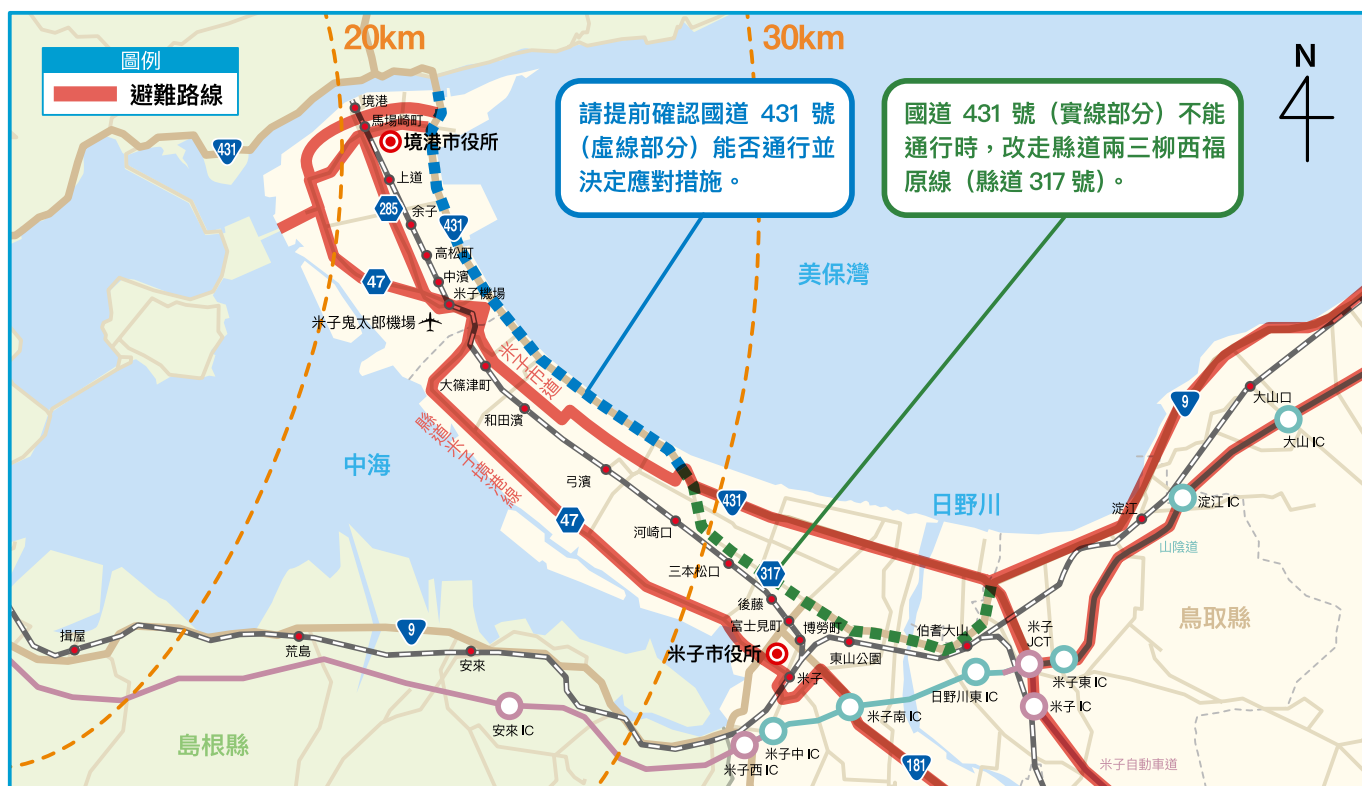 圖例
避難路線
20km
30km
N
請提前確認國道 431 號
(虛線部分)能否通行並
決定應對措施。
國道 431 號(實線部分)不能
通行時,改走縣道兩三柳西福
原線(縣道 317 號)。
境港
馬場崎町
境港市役所
431
上道
285
余子
431
高松町
中濱
47
米子機場
米子鬼太郎機場
美保灣
米子市道
大篠津町
和田濱
縣道米子境港線
中海
弓濱
47
河崎口
431
日野川
9
大山口
大山 IC
淀江
淀江 IC
山陰道
三本松口
317
後藤
富士見町
博勞町
米子市役所
東山公園
伯耆大山
米子
JCT
米子東 IC
鳥取縣
揖屋
荒島
9
安來
米子
日野川東 IC
米子 IC
米子南 IC
安來 IC
米子中 IC
米子西 IC
島根縣
181
米子自動車道